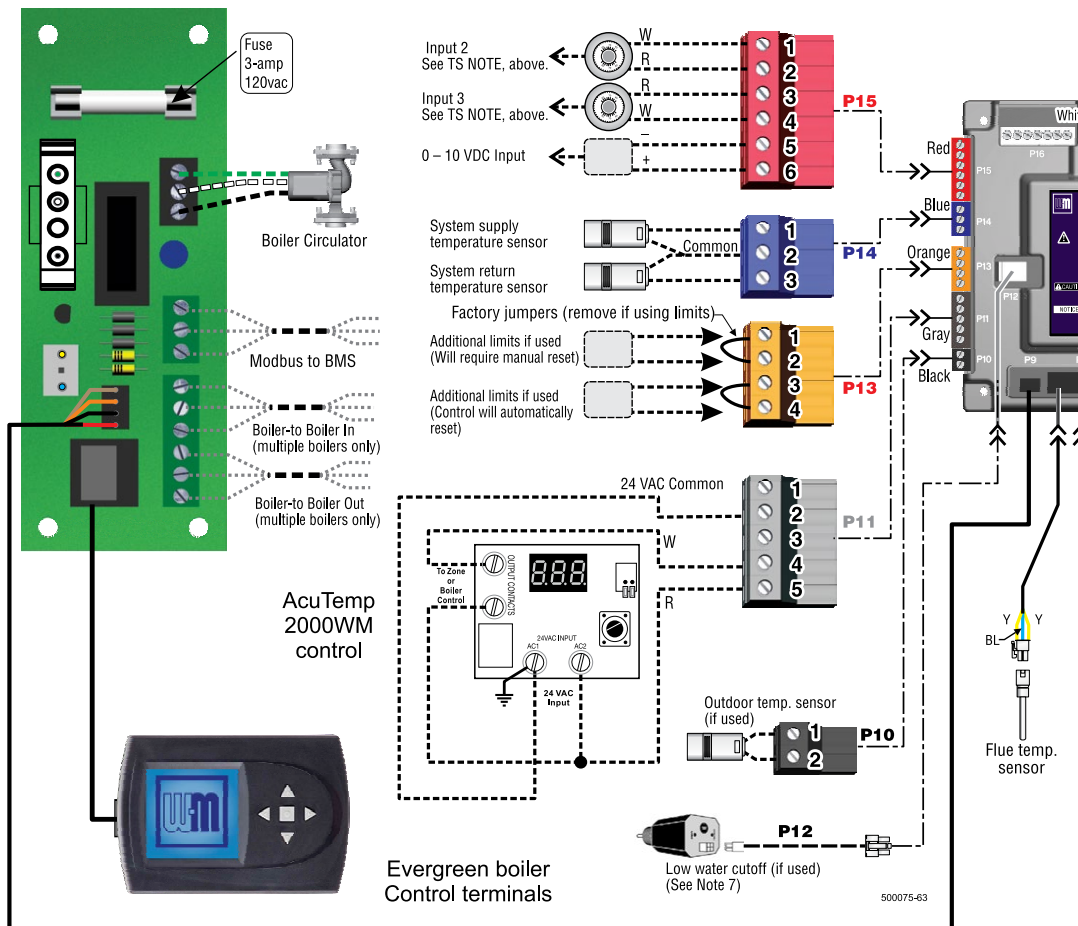 Fuse
3-amp
120vac
Boiler Circulator
Modbus to BMS
Boiler-to Boiler In
(multiple boilers only)
Boiler-to Boiler Out
(multiple boilers only)
Input 2
See TS NOTE, above.
W
R
Input 3
See TS NOTE, above.
R
W
0 – 10 VDC Input
–
+
1
2
3
4
5
6
P15
System supply
temperature sensor
System return
temperature sensor
Common
1
2
3
P14
Factory jumpers (remove if using limits)
Additional limits if used
(Will require manual reset)
Additional limits if used
(Control will automatically
reset)
1
2
3
4
P13
24 VAC Common
W
R
1
2
3
4
5
P11
To Zone
or
Boiler
Control
OUTPUT CONTACTS
8.8.8.
24VAC INPUT
AC1
AC2
24 VAC
Input
AcuTemp
2000WM
control
Outdoor temp. sensor
(if used)
1
2
P10
P12
Low water cutoff (if used)
(See Note 7)
500075-63
Evergreen boiler
Control terminals
WM
Red
Blue
Orange
Gray
Black
P16
P15
P14
P13
P12
P11
P10
P9
WM
NOTICE
Y
Y
BL
Flue temp.
sensor